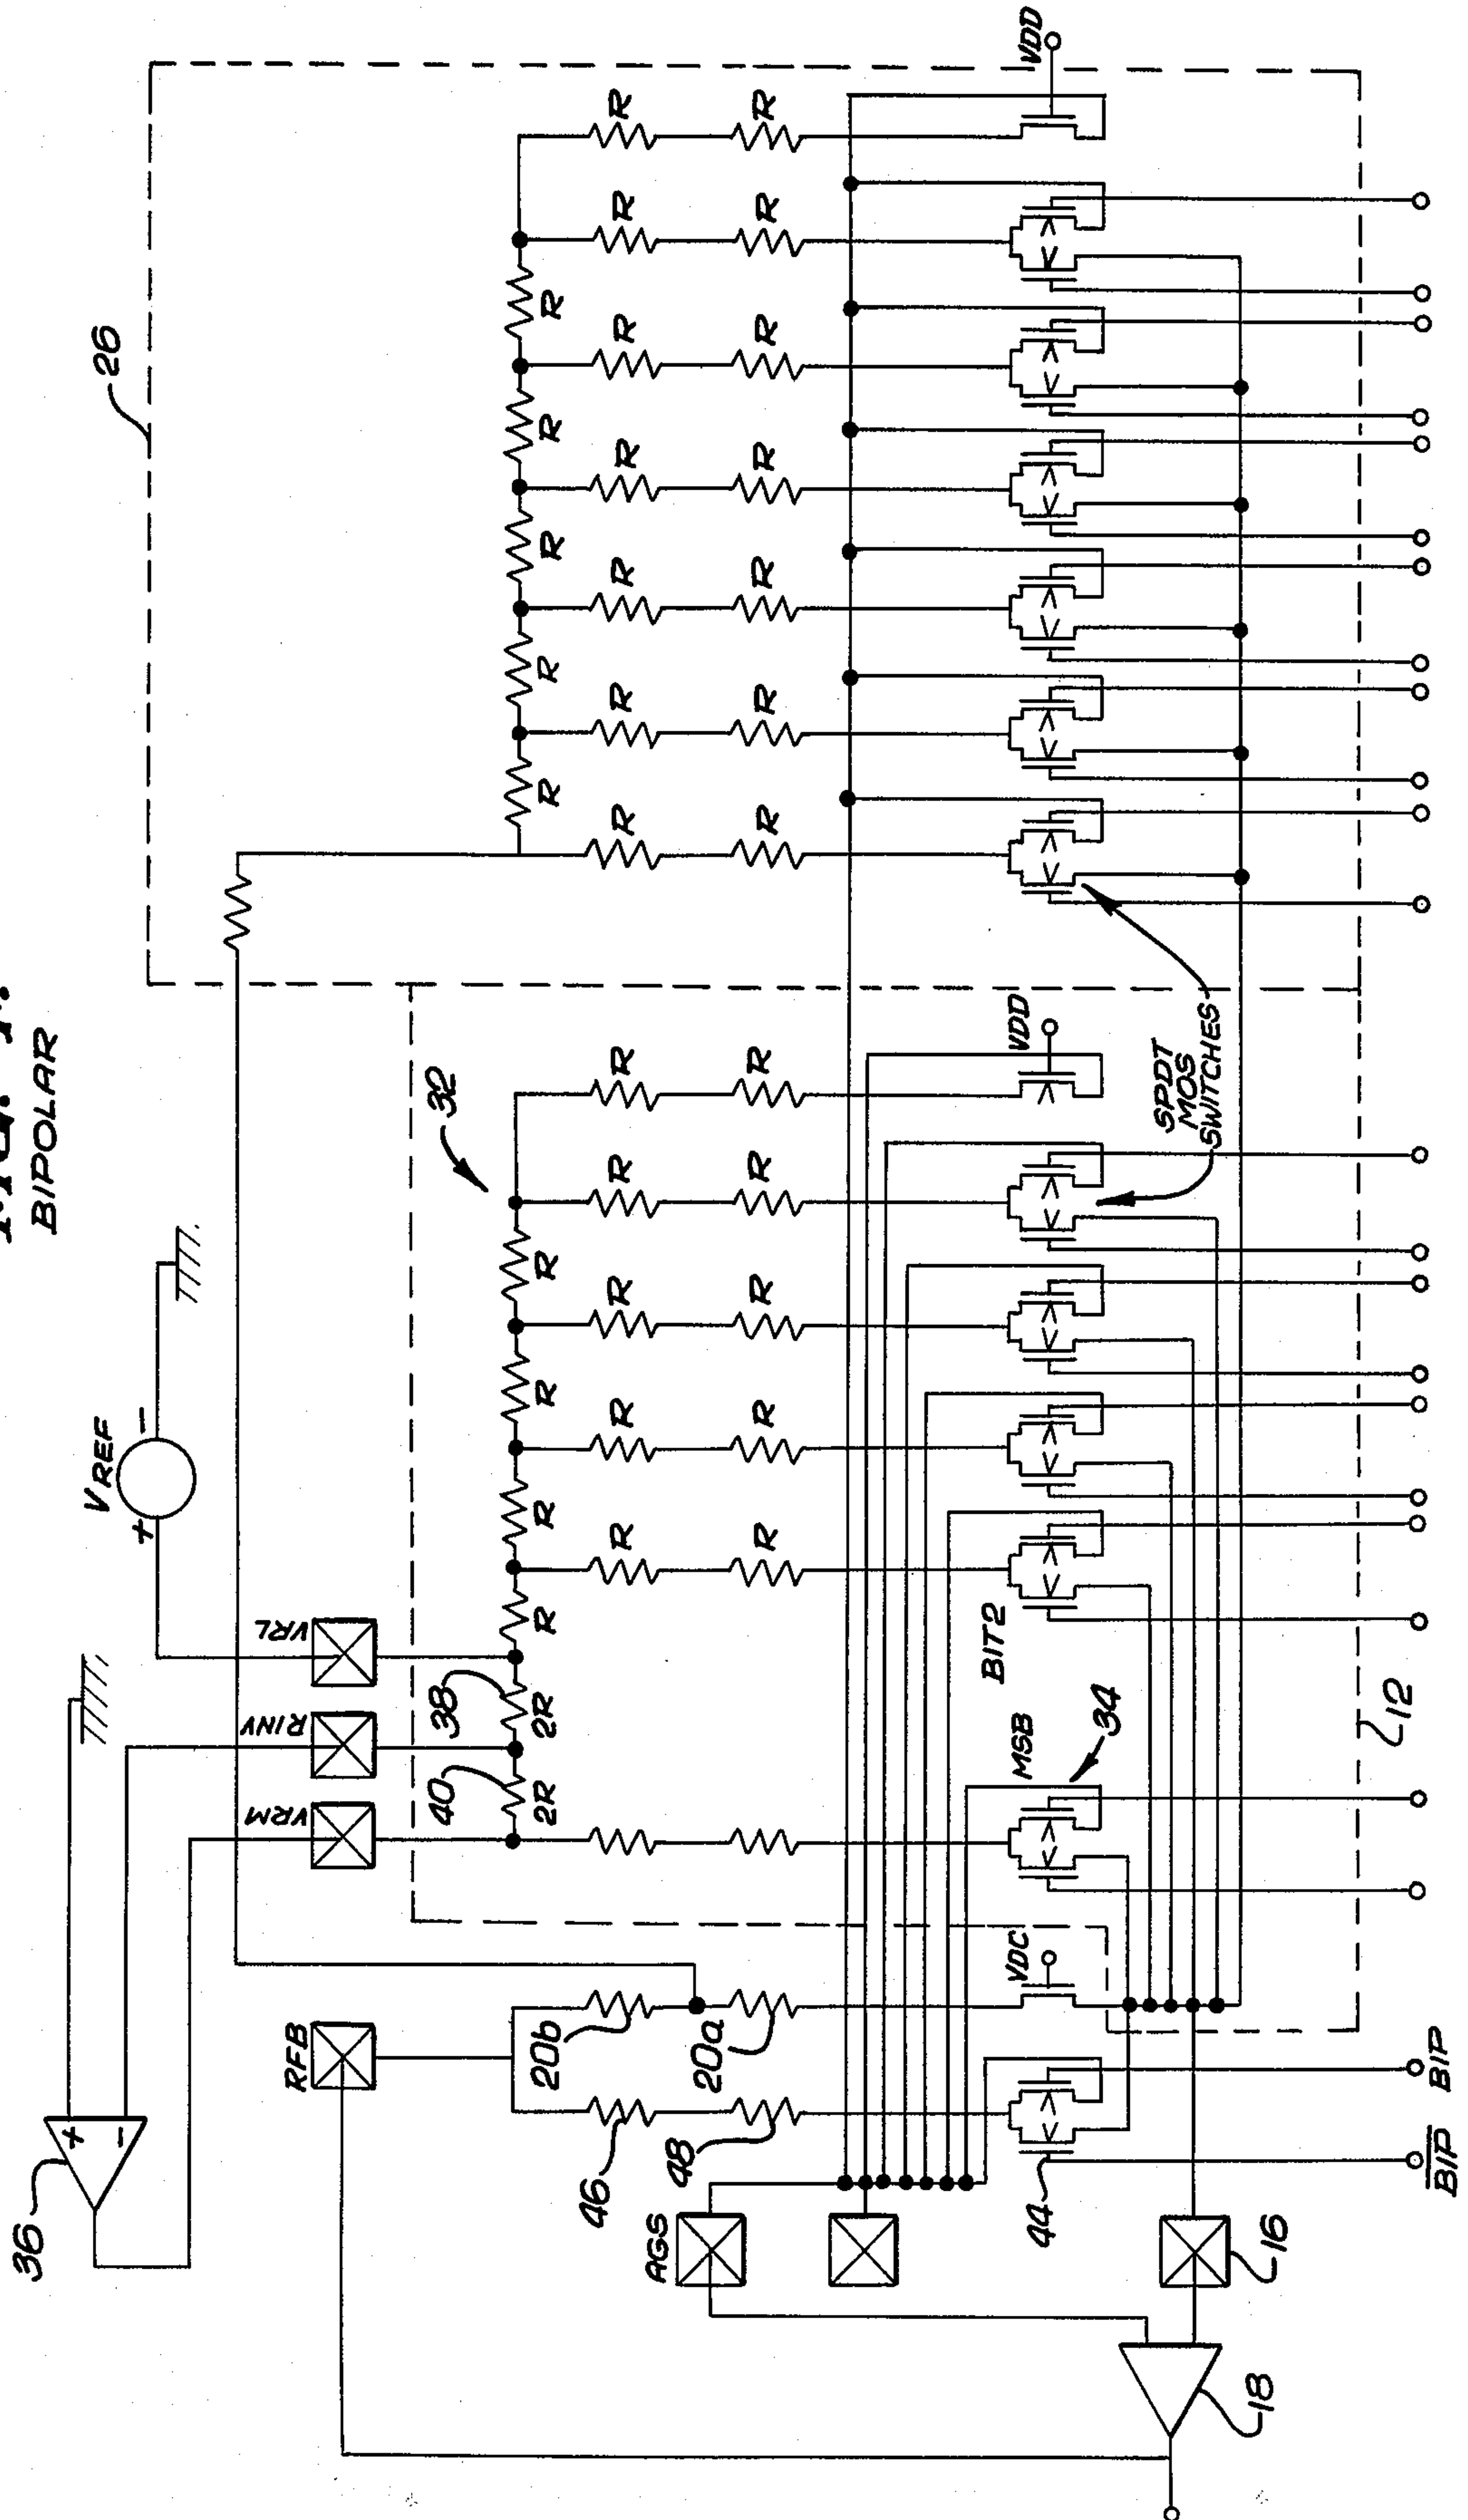 BIPOLAR
36
+
−
VREF
+ −
26
RFB
VRM
RINV
VRL
40
38
32
20b
2R
2R
R
R
R
R
R
R
R
R
R
46
R
R
R
R
R
R
R
R
R
R
R
R
AGS
48
20a
R
R
R
R
R
R
R
R
R
R
R
R
VDC
MSB
BIT2
VDD
VDD
44
34
SPDT
MOS
SWITCHES
18
16
12
B̅I̅P̅
BIP